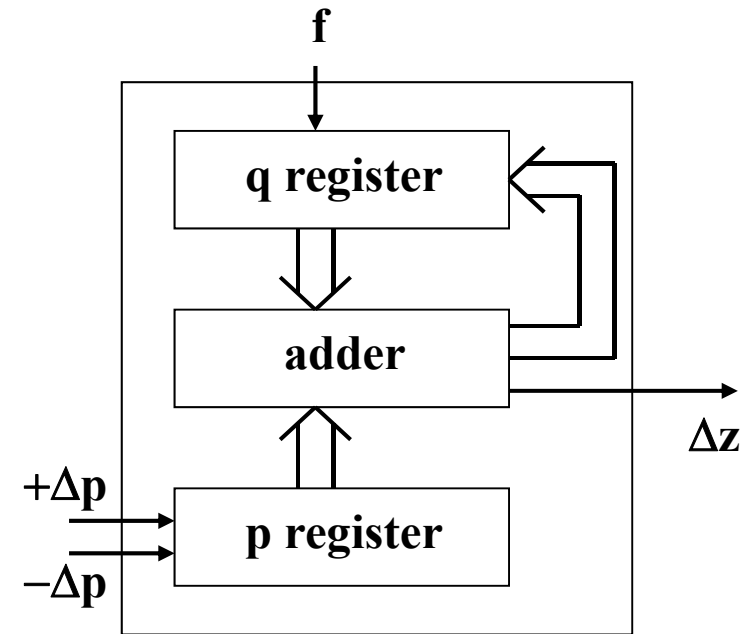 f
q register
adder
Δz
+Δp
p register
−Δp